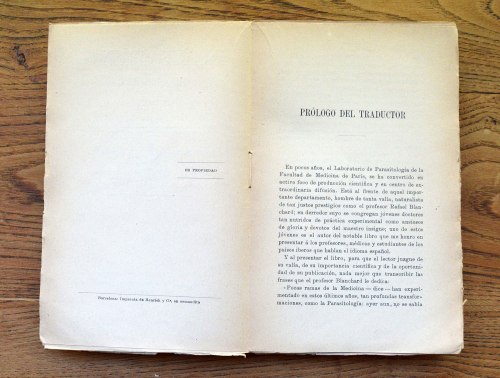 ES PROPIEDAD
Barcelona: Imprenta de Henrich y Cª, en comandita
PRÓLOGO DEL TRADUCTOR
En pocos años, el Laboratorio de Parasitología de la
Facultad de Medicina de París, se ha convertido en
activo foco de producción científica y en centro de ex-
traordinaria difusión. Está al frente de aquel impor-
tante departamento, hombre de tanta valía, naturalista
de tan justos prestigios como el profesor Rafael Blan-
chard; en derredor suyo se congregan jóvenes doctores
tan nutridos de práctica experimental como ansiosos
de gloria y devotos del maestro insigne; uno de estos
jóvenes es el autor del notable libro que me honro en
presentar á los profesores, médicos y estudiantes de los
países iberos que hablan el idioma español.
Y al presentar el libro, para que el lector juzgue de
su valía, de su importancia científica y de la oportuni-
dad de su publicación, nada mejor que transcribir las
frases que el profesor Blanchard le dedica:
«Pocas ramas de la Medicina — dice — han exper-
imentado en estos últimos años, tan profundas transfor-
maciones, como la Parasitología: ayer aun, no se sabía